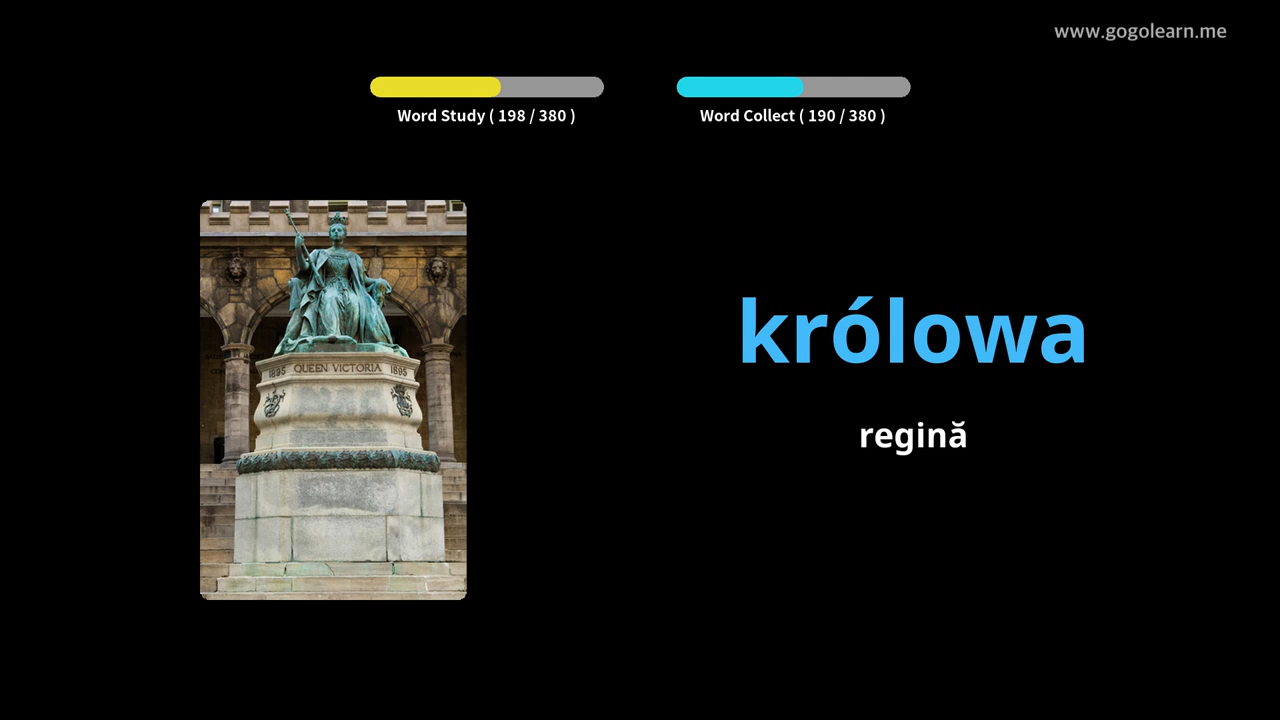 www.gogolearn.me
Word Study ( 198 / 380 )
Word Collect ( 190 / 380 )
1895 QUEEN VICTORIA 1895
królowa
regină